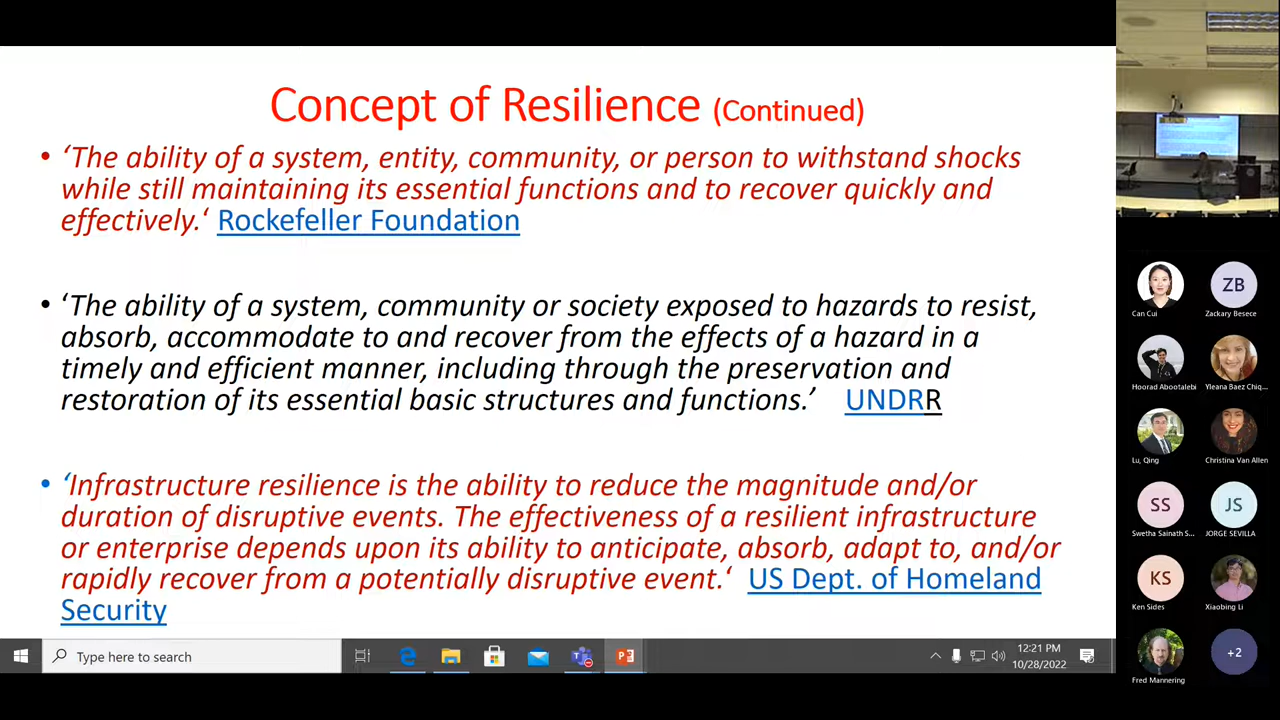 Concept of Resilience (Continued)
• ‘The ability of a system, entity, community, or person to withstand shocks
while still maintaining its essential functions and to recover quickly and
effectively.‘ Rockefeller Foundation
• ‘The ability of a system, community or society exposed to hazards to resist,
absorb, accommodate to and recover from the effects of a hazard in a
timely and efficient manner, including through the preservation and
restoration of its essential basic structures and functions.’ UNDRR
• ‘Infrastructure resilience is the ability to reduce the magnitude and/or
duration of disruptive events. The effectiveness of a resilient infrastructure
or enterprise depends upon its ability to anticipate, absorb, adapt to, and/or
rapidly recover from a potentially disruptive event.‘ US Dept. of Homeland
Security
Type here to search
12:21 PM
10/28/2022
Can Cui
ZB
Zackary Besece
Hoorad Abootalebi
Yleana Baez Chiq...
Lu, Qing
Christina Van Allen
SS
Swetha Sainath S...
JS
JORGE SEVILLA
KS
Ken Sides
Xiaobing Li
Fred Mannering
+2